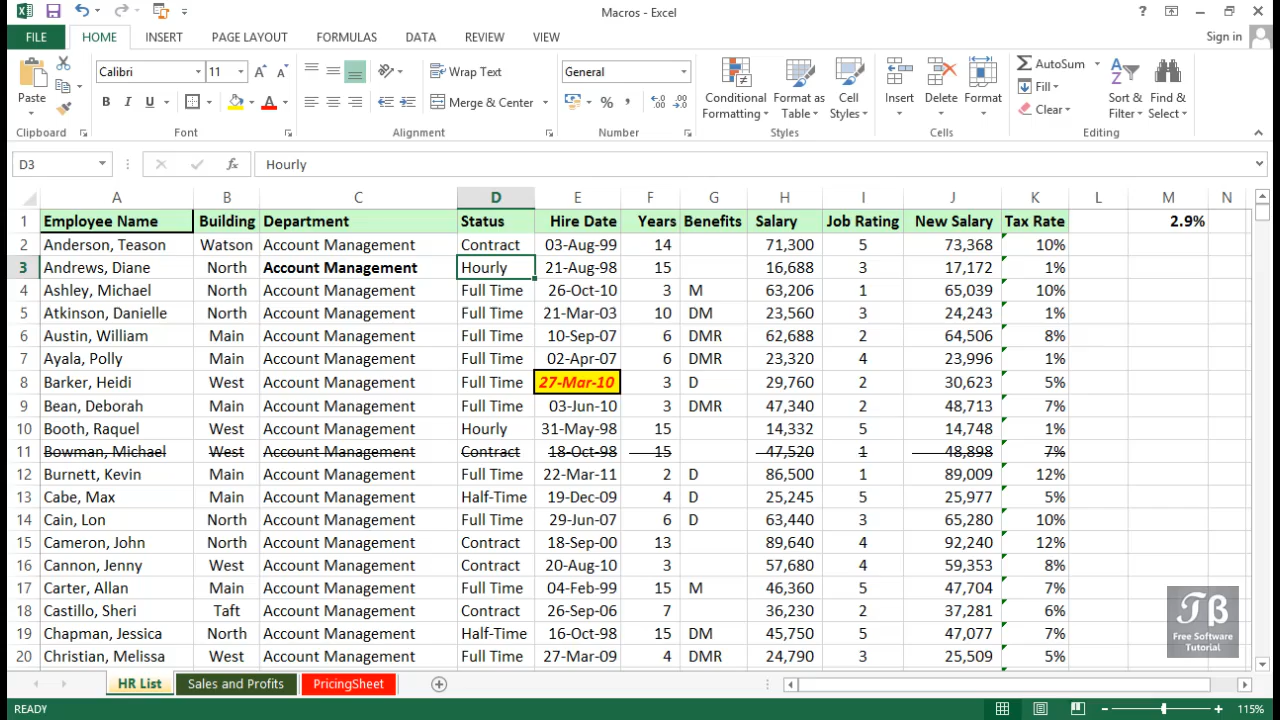 Macros - Excel
?
FILE HOME INSERT PAGE LAYOUT FORMULAS DATA REVIEW VIEW Sign in
Paste Calibri 11 Wrap Text General Conditional Formatting Format as Table Cell Styles Insert Delete Format AutoSum Sort & Filter Find & Select
B I U A Merge & Center $ % , Fill Clear
Clipboard Font Alignment Number Styles Cells Editing
D3 fx Hourly
A B C D E F G H I J K L M N
1 Employee Name Building Department Status Hire Date Years Benefits Salary Job Rating New Salary Tax Rate 2.9%
2 Anderson, Teason Watson Account Management Contract 03-Aug-99 14 71,300 5 73,368 10%
3 Andrews, Diane North Account Management Hourly 21-Aug-98 15 16,688 3 17,172 1%
4 Ashley, Michael North Account Management Full Time 26-Oct-10 3 M 63,206 1 65,039 10%
5 Atkinson, Danielle North Account Management Full Time 21-Mar-03 10 DM 23,560 3 24,243 1%
6 Austin, William Main Account Management Full Time 10-Sep-07 6 DMR 62,688 2 64,506 8%
7 Ayala, Polly Main Account Management Full Time 02-Apr-07 6 DMR 23,320 4 23,996 1%
8 Barker, Heidi West Account Management Full Time 27-Mar-10 3 D 29,760 2 30,623 5%
9 Bean, Deborah Main Account Management Full Time 03-Jun-10 3 DMR 47,340 2 48,713 7%
10 Booth, Raquel West Account Management Hourly 31-May-98 15 14,332 5 14,748 1%
11 Bowman, Michael West Account Management Contract 18-Oct-98 15 47,520 1 48,898 7%
12 Burnett, Kevin Main Account Management Full Time 22-Mar-11 2 D 86,500 1 89,009 12%
13 Cabe, Max Main Account Management Half-Time 19-Dec-09 4 D 25,245 5 25,977 5%
14 Cain, Lon North Account Management Full Time 29-Jun-07 6 D 63,440 3 65,280 10%
15 Cameron, John North Account Management Contract 18-Sep-00 13 89,640 4 92,240 12%
16 Cannon, Jenny West Account Management Contract 20-Aug-10 3 57,680 4 59,353 8%
17 Carter, Allan Main Account Management Full Time 04-Feb-99 15 M 46,360 5 47,704 7%
18 Castillo, Sheri Taft Account Management Contract 26-Sep-06 7 36,230 2 37,281 6%
19 Chapman, Jessica North Account Management Half-Time 16-Oct-98 15 DM 45,750 5 47,077 7%
20 Christian, Melissa West Account Management Full Time 27-Mar-09 4 DMR 24,790 3 25,509 5%
Tβ
Free Software
Tutorial
HR List Sales and Profits PricingSheet
READY 115%